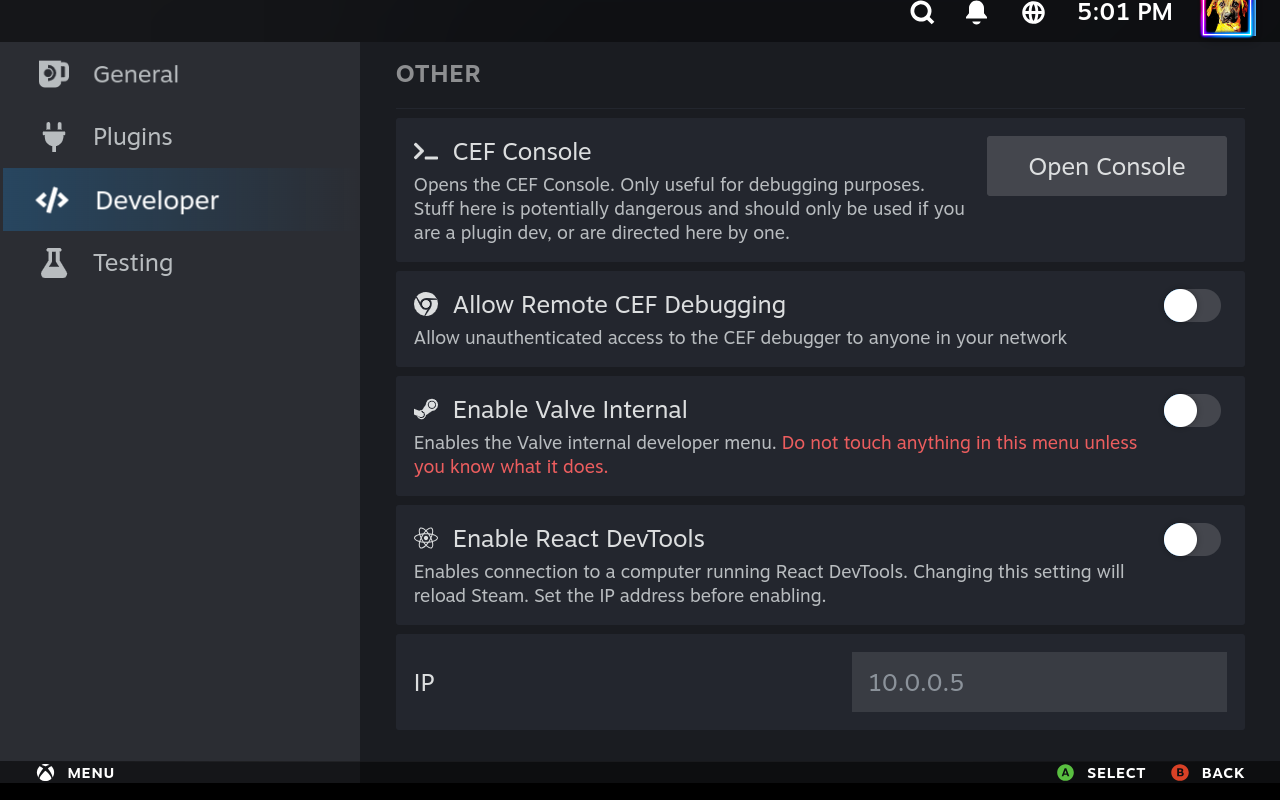 5:01 PM
General
Plugins
Developer
Testing
OTHER
CEF Console
Opens the CEF Console. Only useful for debugging purposes.
Stuff here is potentially dangerous and should only be used if you
are a plugin dev, or are directed here by one.
Open Console
Allow Remote CEF Debugging
Allow unauthenticated access to the CEF debugger to anyone in your network
Enable Valve Internal
Enables the Valve internal developer menu. Do not touch anything in this menu unless
you know what it does.
Enable React DevTools
Enables connection to a computer running React DevTools. Changing this setting will
reload Steam. Set the IP address before enabling.
IP
10.0.0.5
MENU
A SELECT
B BACK